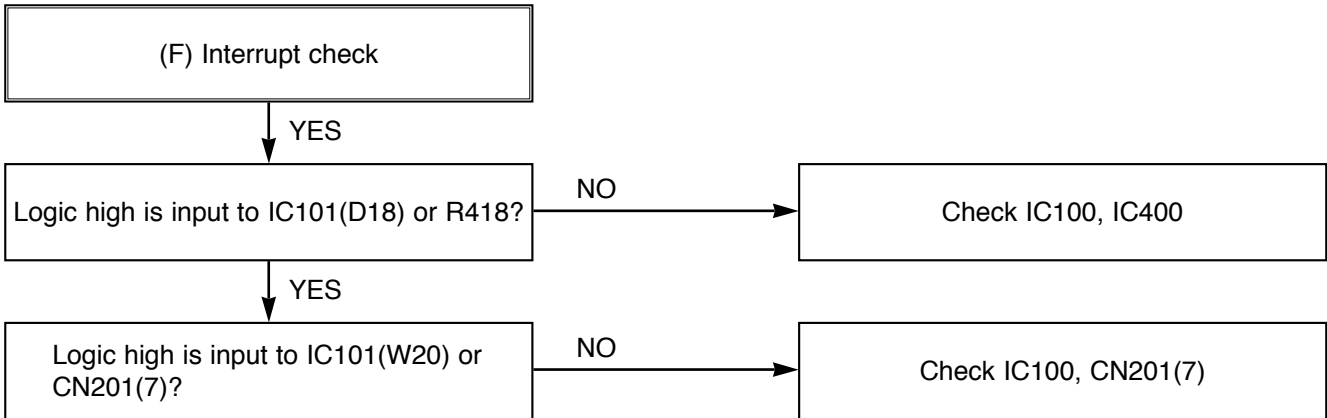 (F) Interrupt check
YES
Logic high is input to IC101(D18) or R418?
NO
Check IC100, IC400
YES
Logic high is input to IC101(W20) or
CN201(7)?
NO
Check IC100, CN201(7)